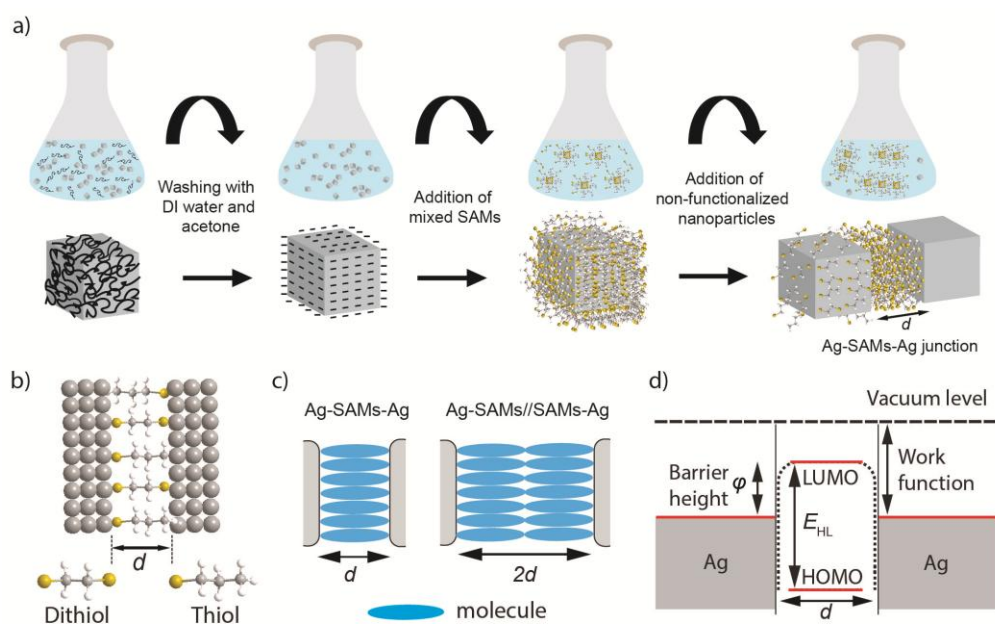 a)
Washing with
DI water and
acetone
Addition of
mixed SAMs
Addition of
non-functionalized
nanoparticles
d
Ag-SAMs-Ag junction
b)
d
Dithiol
Thiol
c)
Ag-SAMs-Ag
Ag-SAMs//SAMs-Ag
d
2d
molecule
d)
Vacuum level
Barrier
height
φ
LUMO
Work
function
E_HL
Ag
HOMO
Ag
d